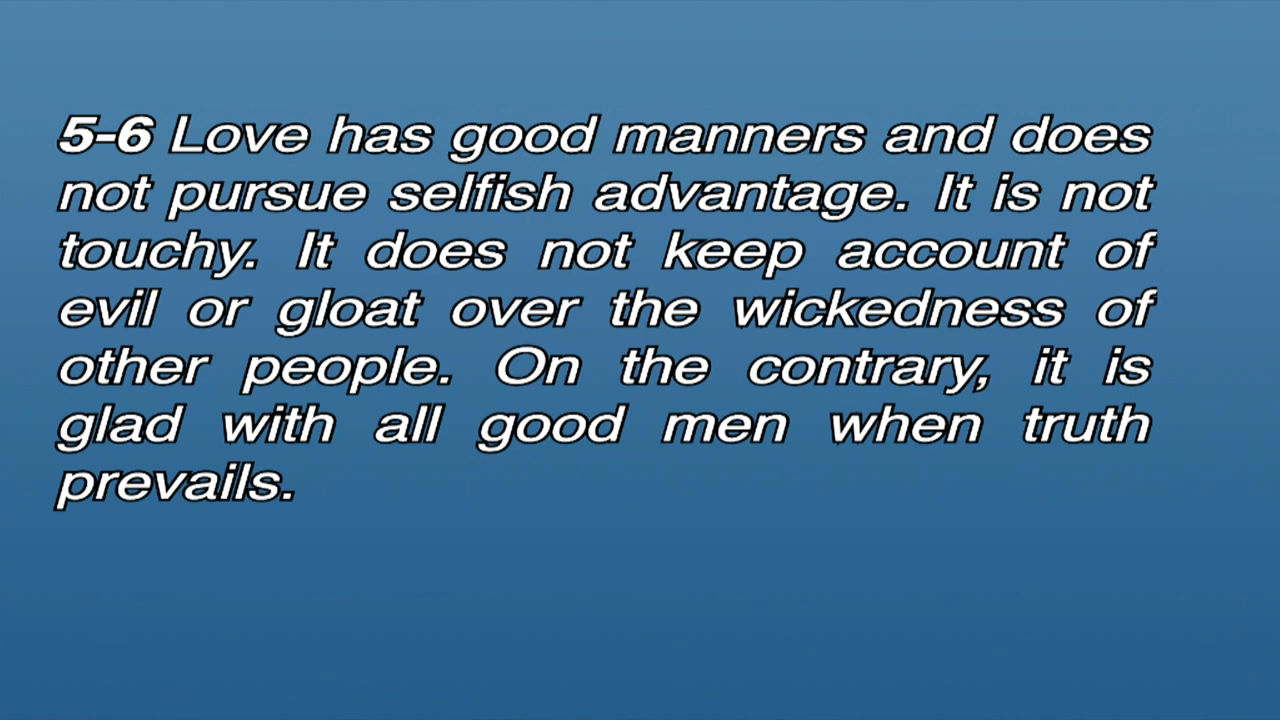 5-6 Love has good manners and does
not pursue selfish advantage. It is not
touchy. It does not keep account of
evil or gloat over the wickedness of
other people. On the contrary, it is
glad with all good men when truth
prevails.